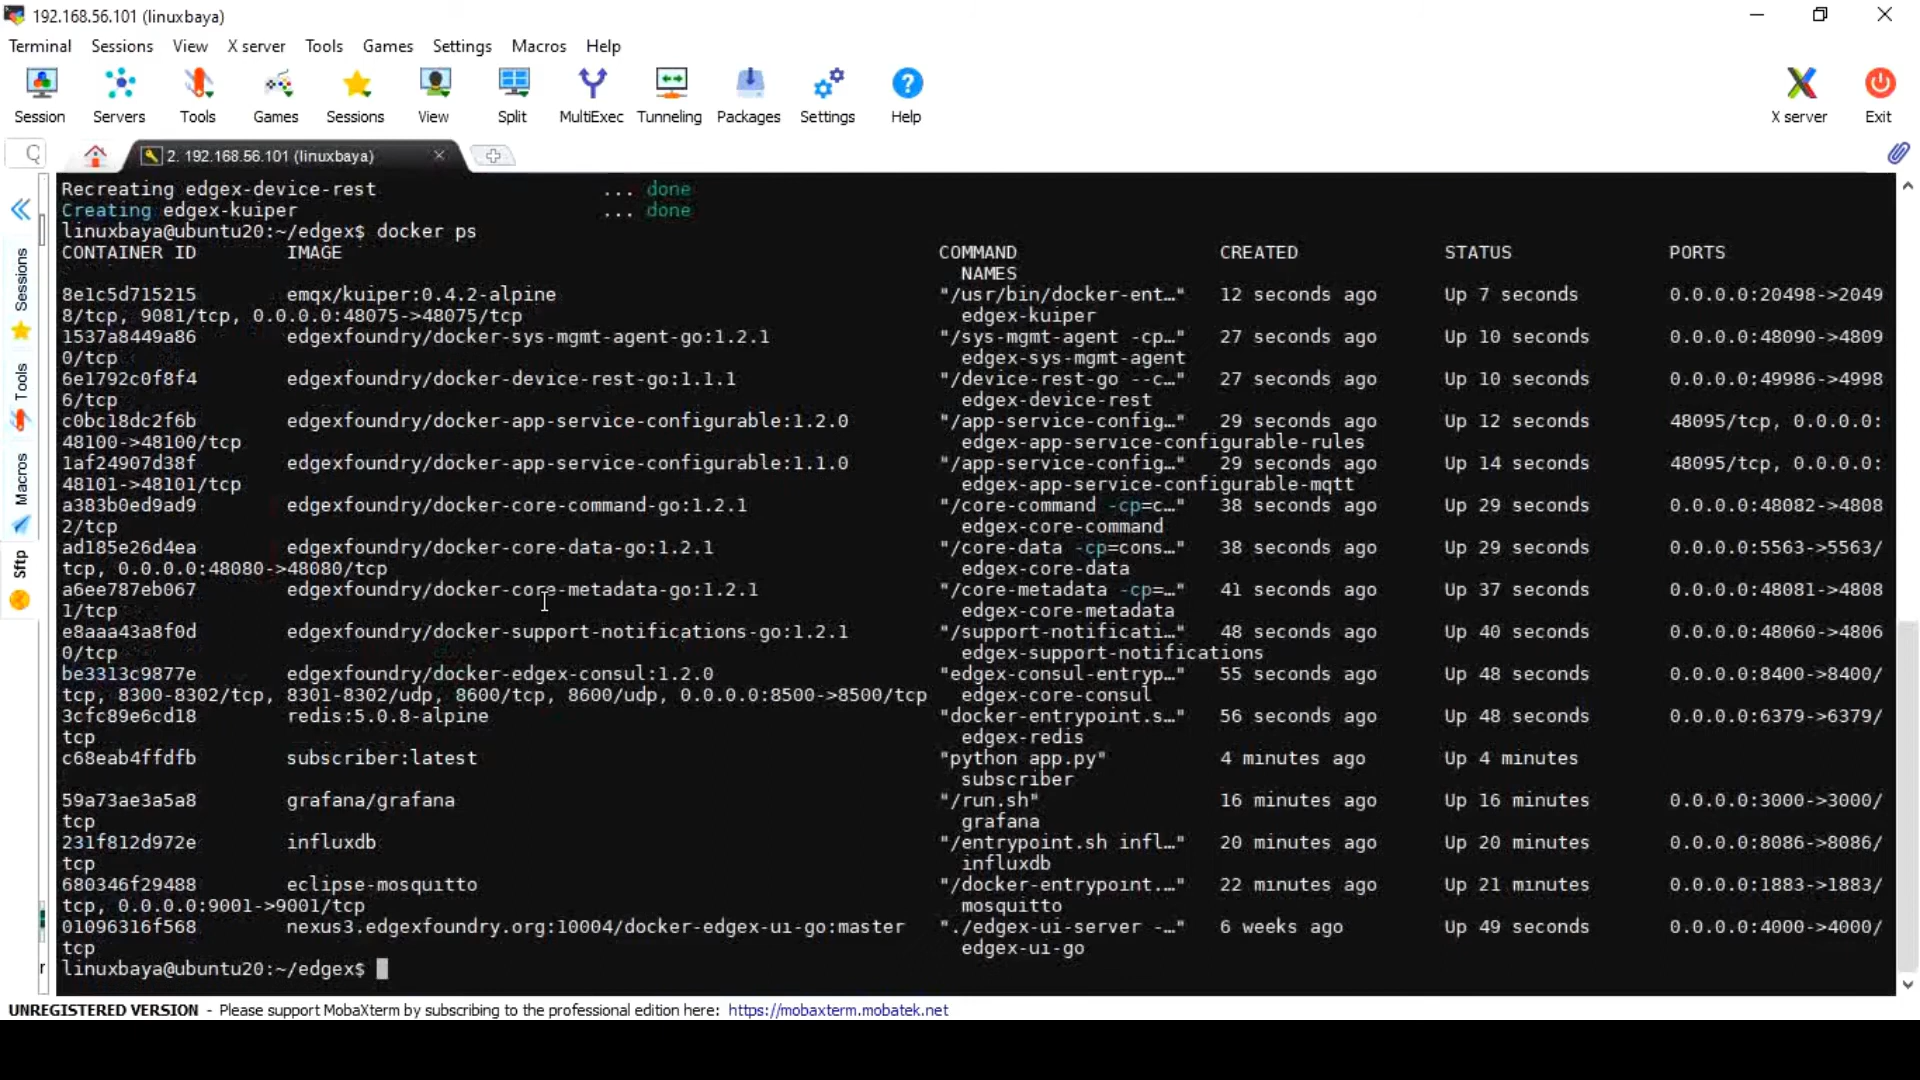 192.168.56.101 (linuxbaya)
Terminal Sessions View X server Tools Games Settings Macros Help
Session Servers Tools Games Sessions View Split MultiExec Tunneling Packages Settings Help X server Exit
2. 192.168.56.101 (linuxbaya)
Sessions
Tools
Macros
Sftp
Recreating edgex-device-rest ... done
Creating edgex-kuiper ... done
linuxbaya@ubuntu20:~/edgex$ docker ps
CONTAINER ID IMAGE COMMAND CREATED STATUS PORTS
NAMES
8e1c5d715215 emqx/kuiper:0.4.2-alpine "/usr/bin/docker-ent…" 12 seconds ago Up 7 seconds 0.0.0.0:20498->2049
8/tcp, 9081/tcp, 0.0.0.0:48075->48075/tcp edgex-kuiper
1537a8449a86 edgexfoundry/docker-sys-mgmt-agent-go:1.2.1 "/sys-mgmt-agent -cp…" 27 seconds ago Up 10 seconds 0.0.0.0:48090->4809
0/tcp edgex-sys-mgmt-agent
6e1792c0f8f4 edgexfoundry/docker-device-rest-go:1.1.1 "/device-rest-go --c…" 27 seconds ago Up 10 seconds 0.0.0.0:49986->4998
6/tcp edgex-device-rest
c0bc18dc2f6b edgexfoundry/docker-app-service-configurable:1.2.0 "/app-service-config…" 29 seconds ago Up 12 seconds 48095/tcp, 0.0.0.0:
48100->48100/tcp edgex-app-service-configurable-rules
1af24907d38f edgexfoundry/docker-app-service-configurable:1.1.0 "/app-service-config…" 29 seconds ago Up 14 seconds 48095/tcp, 0.0.0.0:
48101->48101/tcp edgex-app-service-configurable-mqtt
a383b0ed9ad9 edgexfoundry/docker-core-command-go:1.2.1 "/core-command -cp=c…" 38 seconds ago Up 29 seconds 0.0.0.0:48082->4808
2/tcp edgex-core-command
ad185e26d4ea edgexfoundry/docker-core-data-go:1.2.1 "/core-data -cp=cons…" 38 seconds ago Up 29 seconds 0.0.0.0:5563->5563/
tcp, 0.0.0.0:48080->48080/tcp edgex-core-data
a6ee787eb067 edgexfoundry/docker-core-metadata-go:1.2.1 "/core-metadata -cp=…" 41 seconds ago Up 37 seconds 0.0.0.0:48081->4808
1/tcp edgex-core-metadata
e8aaa43a8f0d edgexfoundry/docker-support-notifications-go:1.2.1 "/support-notificati…" 48 seconds ago Up 40 seconds 0.0.0.0:48060->4806
0/tcp edgex-support-notifications
be3313c9877e edgexfoundry/docker-edgex-consul:1.2.0 "edgex-consul-entryp…" 55 seconds ago Up 48 seconds 0.0.0.0:8400->8400/
tcp, 8300-8302/tcp, 8301-8302/udp, 8600/tcp, 8600/udp, 0.0.0.0:8500->8500/tcp edgex-core-consul
3cfc89e6cd18 redis:5.0.8-alpine "docker-entrypoint.s…" 56 seconds ago Up 48 seconds 0.0.0.0:6379->6379/
tcp edgex-redis
c68eab4ffdfb subscriber:latest "python app.py" 4 minutes ago Up 4 minutes
subscriber
59a73ae3a5a8 grafana/grafana "/run.sh" 16 minutes ago Up 16 minutes 0.0.0.0:3000->3000/
tcp grafana
231f812d972e influxdb "/entrypoint.sh infl…" 20 minutes ago Up 20 minutes 0.0.0.0:8086->8086/
tcp influxdb
680346f29488 eclipse-mosquitto "/docker-entrypoint.…" 22 minutes ago Up 21 minutes 0.0.0.0:1883->1883/
tcp, 0.0.0.0:9001->9001/tcp mosquitto
01096316f568 nexus3.edgexfoundry.org:10004/docker-edgex-ui-go:master "./edgex-ui-server -…" 6 weeks ago Up 49 seconds 0.0.0.0:4000->4000/
tcp edgex-ui-go
linuxbaya@ubuntu20:~/edgex$
UNREGISTERED VERSION - Please support MobaXterm by subscribing to the professional edition here: https://mobaxterm.mobatek.net